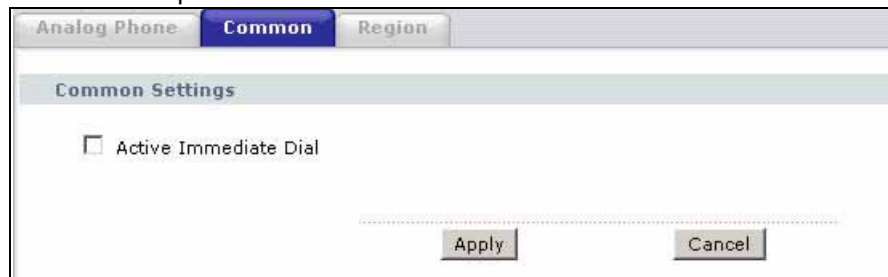 Analog Phone Common Region
Common Settings
Active Immediate Dial
Apply Cancel